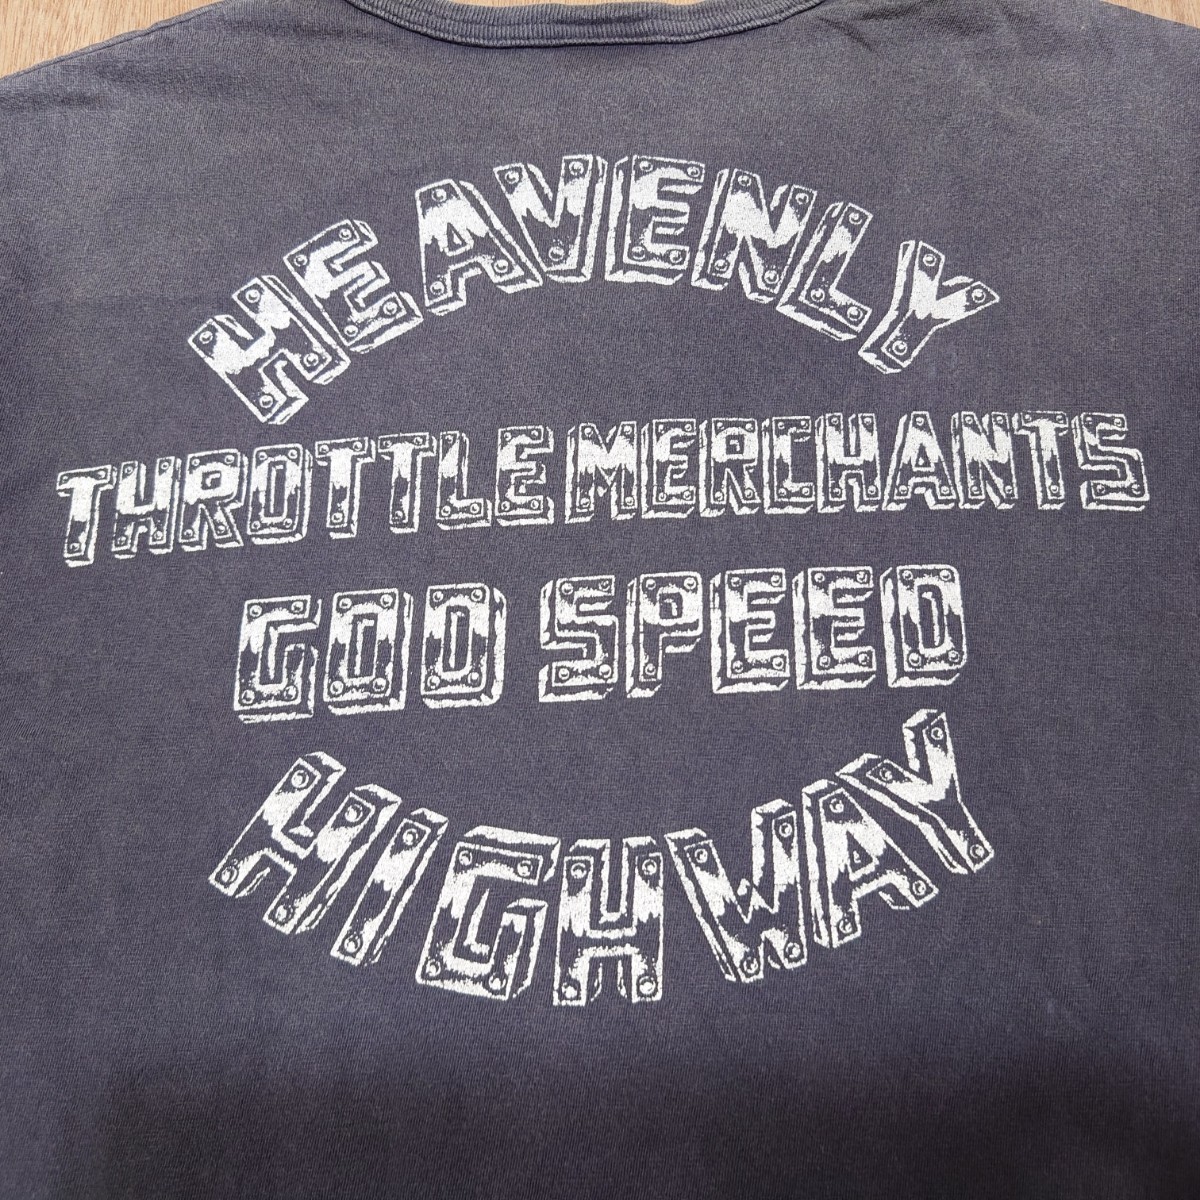 HEAVENLY
THROTTLE MERCHANTS
GOD SPEED
HIGHWAY